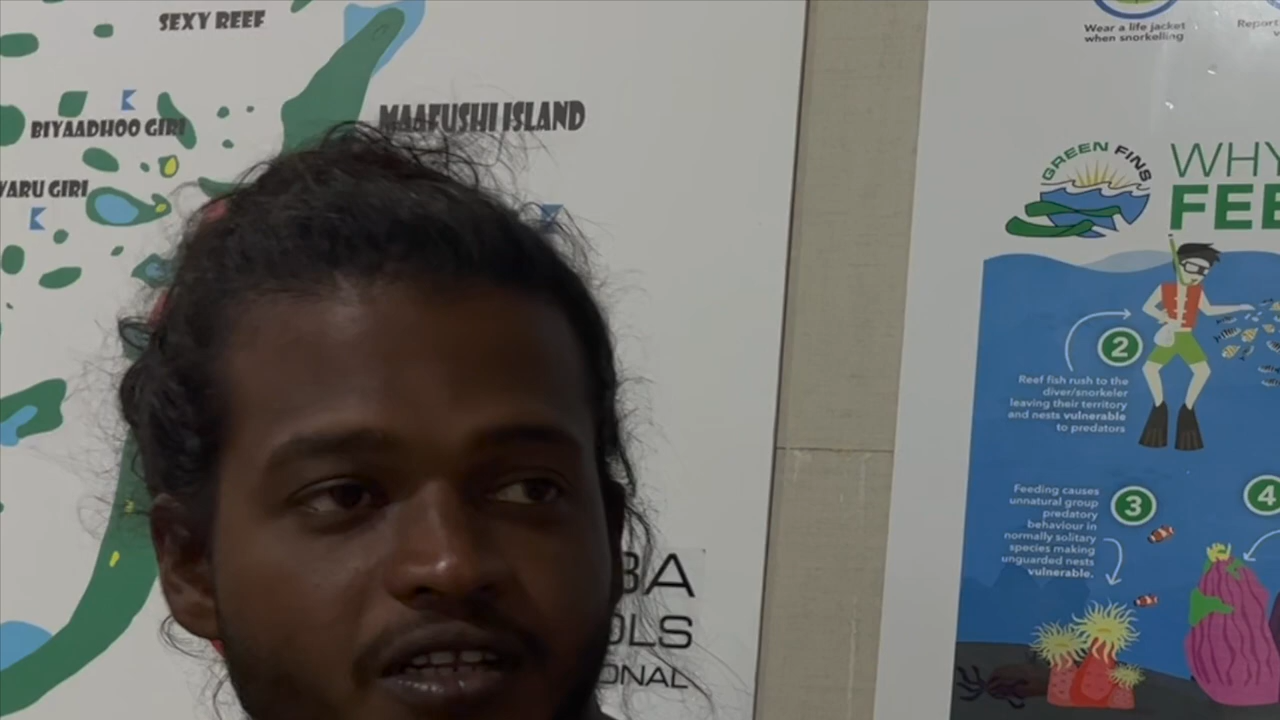 SEXY REEF
MAAFUSHI ISLAND
BIYAADHOO GIRI
VARU GIRI
BA
OLS
ONAL
Wear a life jacket
when snorkelling
Report
GREEN FINS
WHY
FEE
2
Reef fish rush to the
diver/snorkeler
leaving their territory
and nests vulnerable
to predators
3
Feeding causes
unnatural group
predatory
behaviour in
normally solitary
species making
unguarded nests
vulnerable.
4